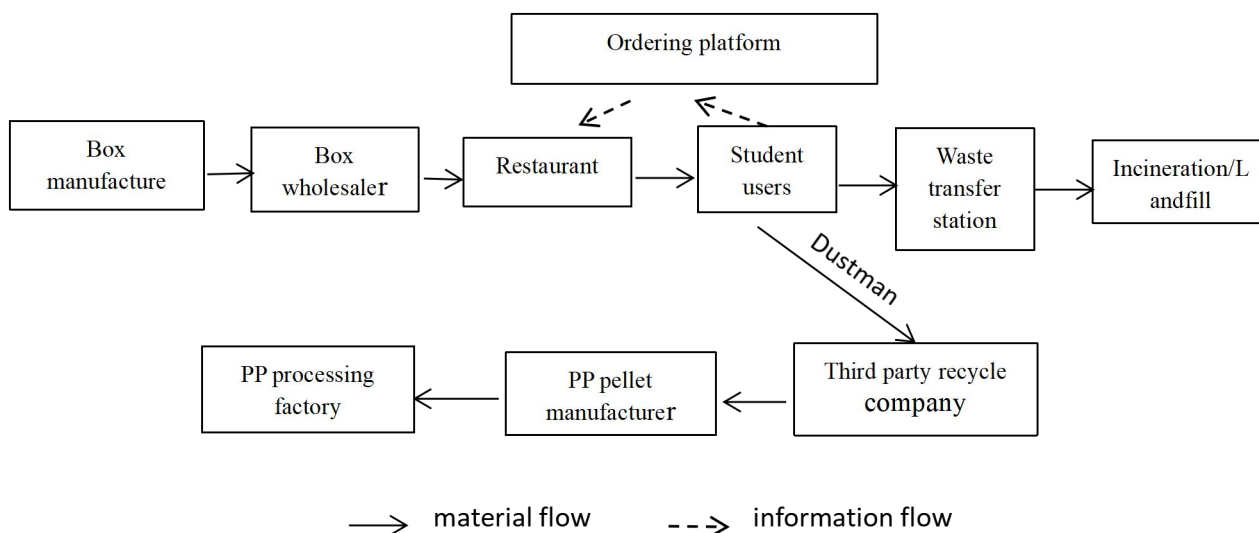 Ordering platform
Box
manufacture
Box
wholesaler
Restaurant
Student
users
Waste
transfer
station
Incineration/L
andfill
Dustman
PP processing
factory
PP pellet
manufacturer
Third party recycle
company
material flow
information flow